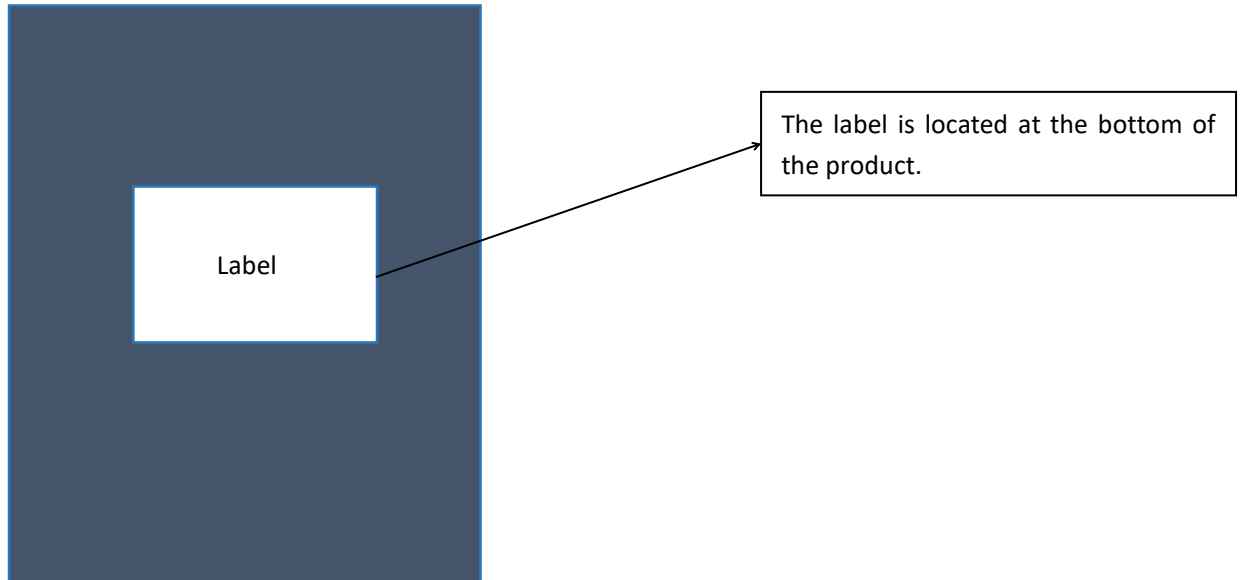 The label is located at the bottom of
the product.
Label